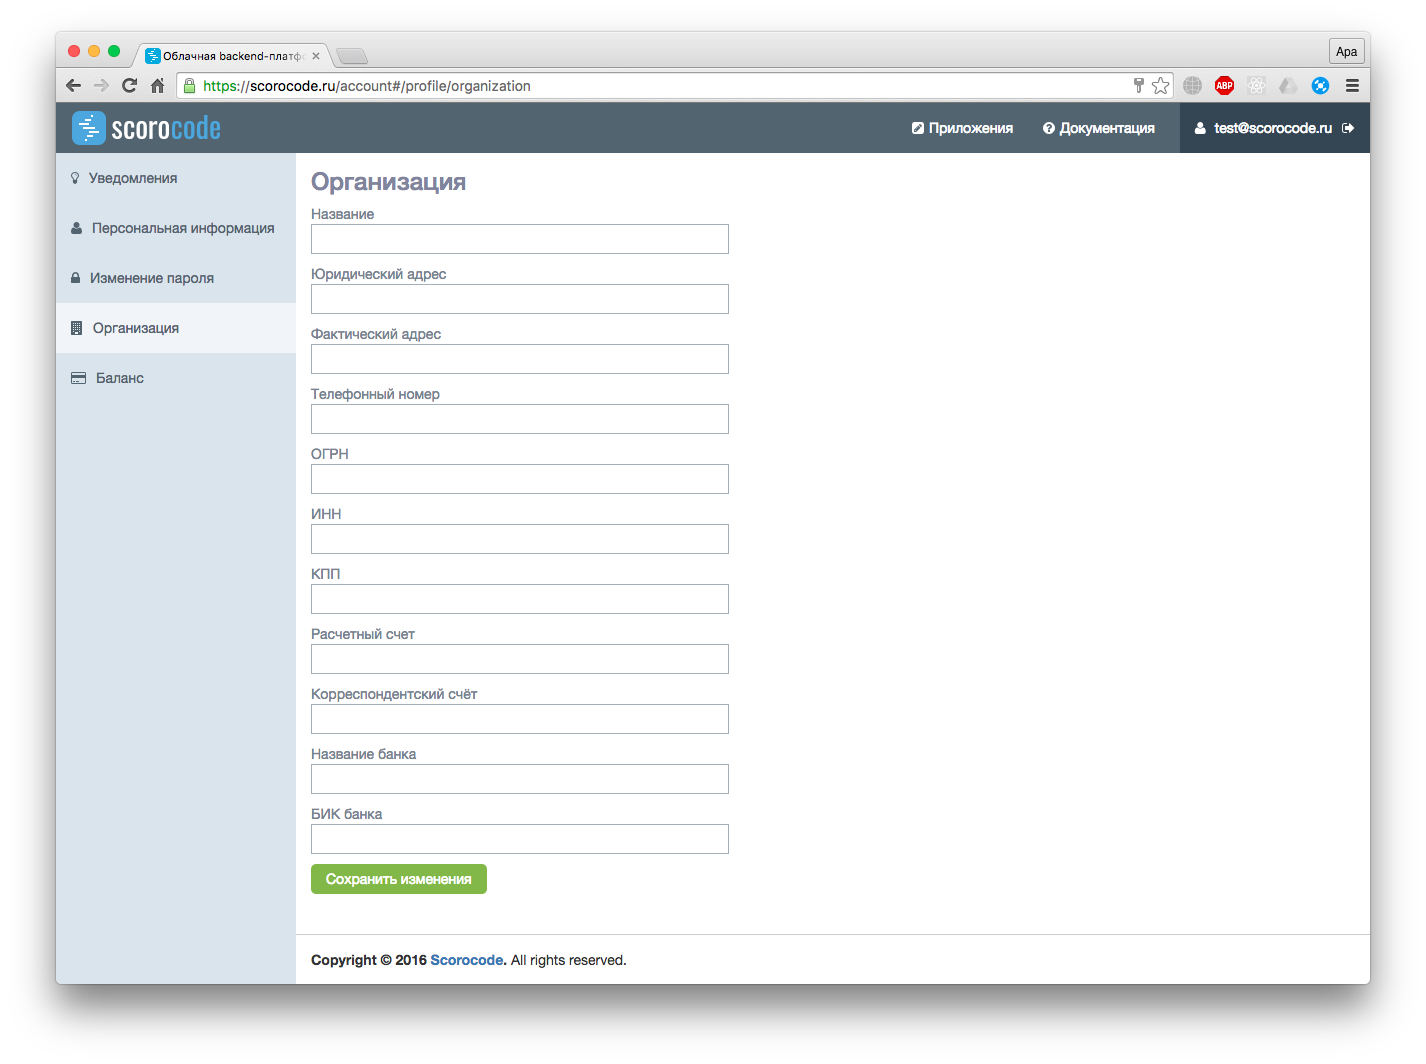 Облачная backend-платфо
Ара
https://scorocode.ru/account#/profile/organization
ABP
scorocode
Приложения
Документация
test@scorocode.ru
Уведомления
Персональная информация
Изменение пароля
Организация
Баланс
Организация
Название
Юридический адрес
Фактический адрес
Телефонный номер
ОГРН
ИНН
КПП
Расчетный счет
Корреспондентский счёт
Название банка
БИК банка
Сохранить изменения
Copyright © 2016 Scorocode. All rights reserved.